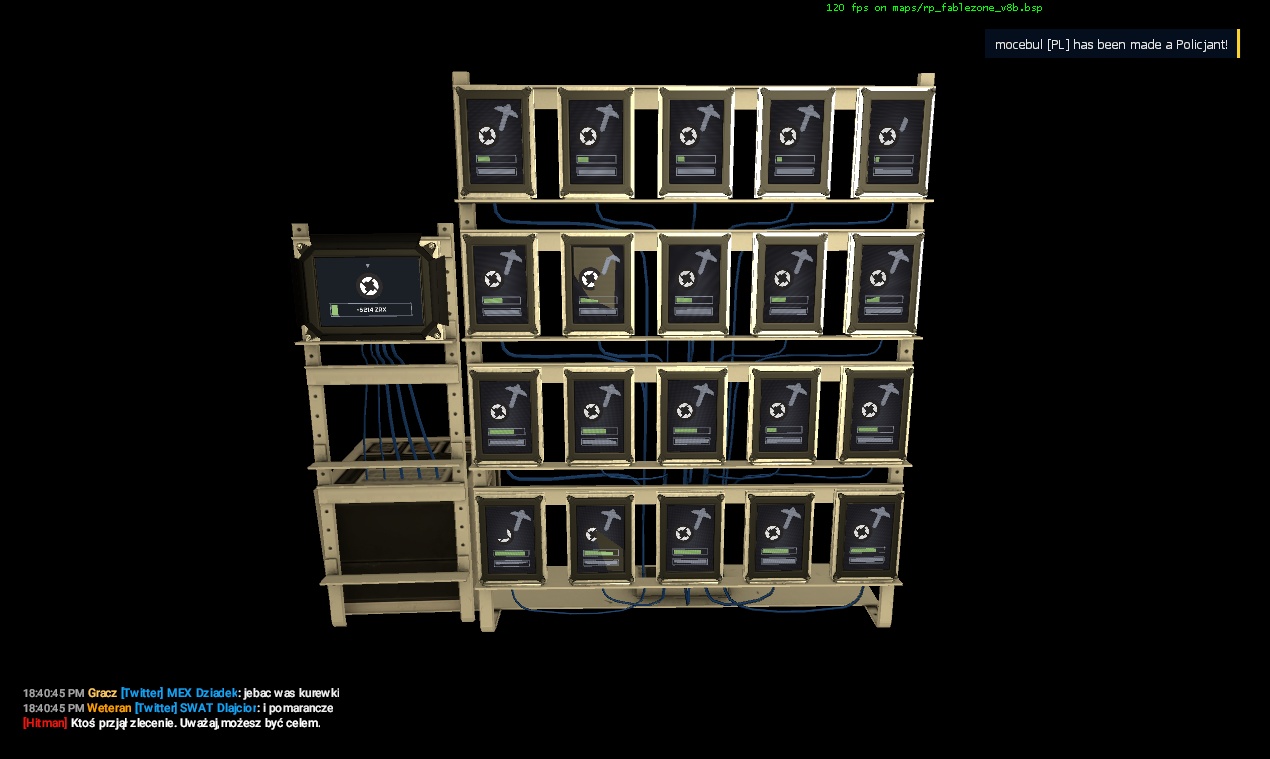 120 fps on maps/rp_fablezone_v8b.bsp
mocebul [PL] has been made a Policjant!
-5214 ZRX
18:40:45 PM Gracz [Twitter] MEX Dziadek: jebac was kurewki
18:40:45 PM Weteran [Twitter] SWAT Dlajcior: i pomarancze
[Hitman] Ktoś przjął zlecenie. Uważaj,możesz być celem.